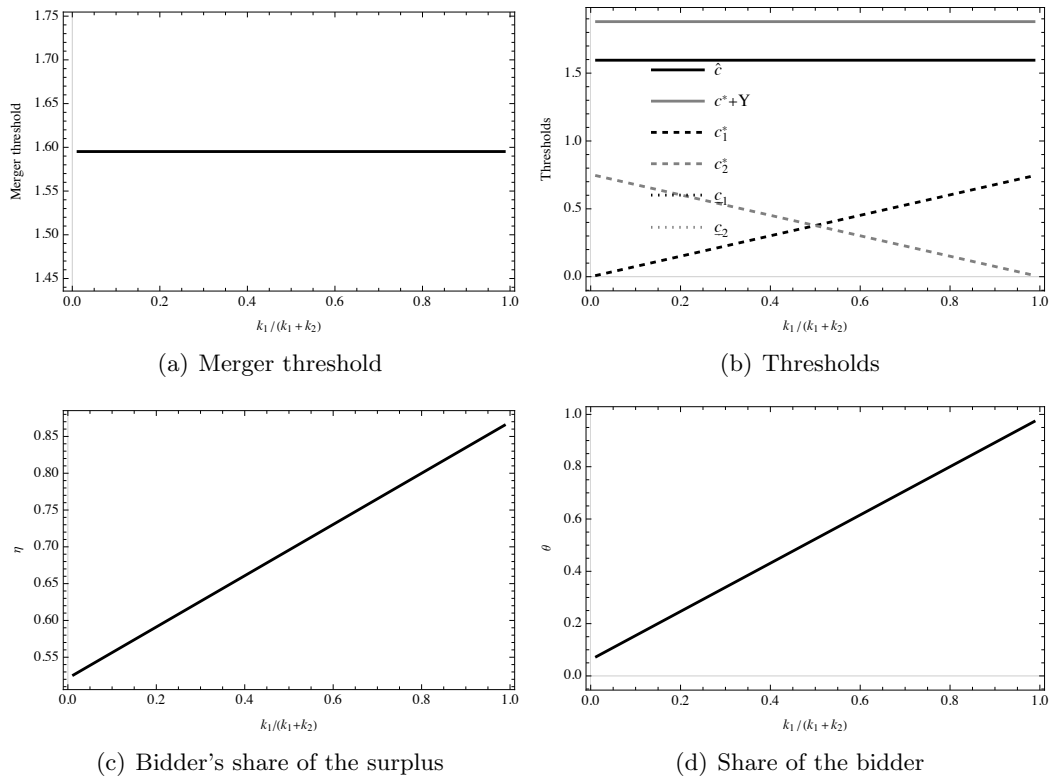 1.75
1.70
1.65
1.60
1.55
1.50
1.45
Merger threshold
0.0 0.2 0.4 0.6 0.8 1.0
k₁/(k₁+k₂)
(a) Merger threshold
1.5
1.0
0.5
0.0
Thresholds
ĉ
c*+Y
c₁*
c₂*
c̲₁
c̲₂
0.0 0.2 0.4 0.6 0.8 1.0
k₁/(k₁+k₂)
(b) Thresholds
0.85
0.80
0.75
0.70
0.65
0.60
0.55
η
0.0 0.2 0.4 0.6 0.8 1.0
k₁/(k₁+k₂)
(c) Bidder's share of the surplus
1.0
0.8
0.6
0.4
0.2
0.0
θ
0.0 0.2 0.4 0.6 0.8 1.0
k₁/(k₁+k₂)
(d) Share of the bidder